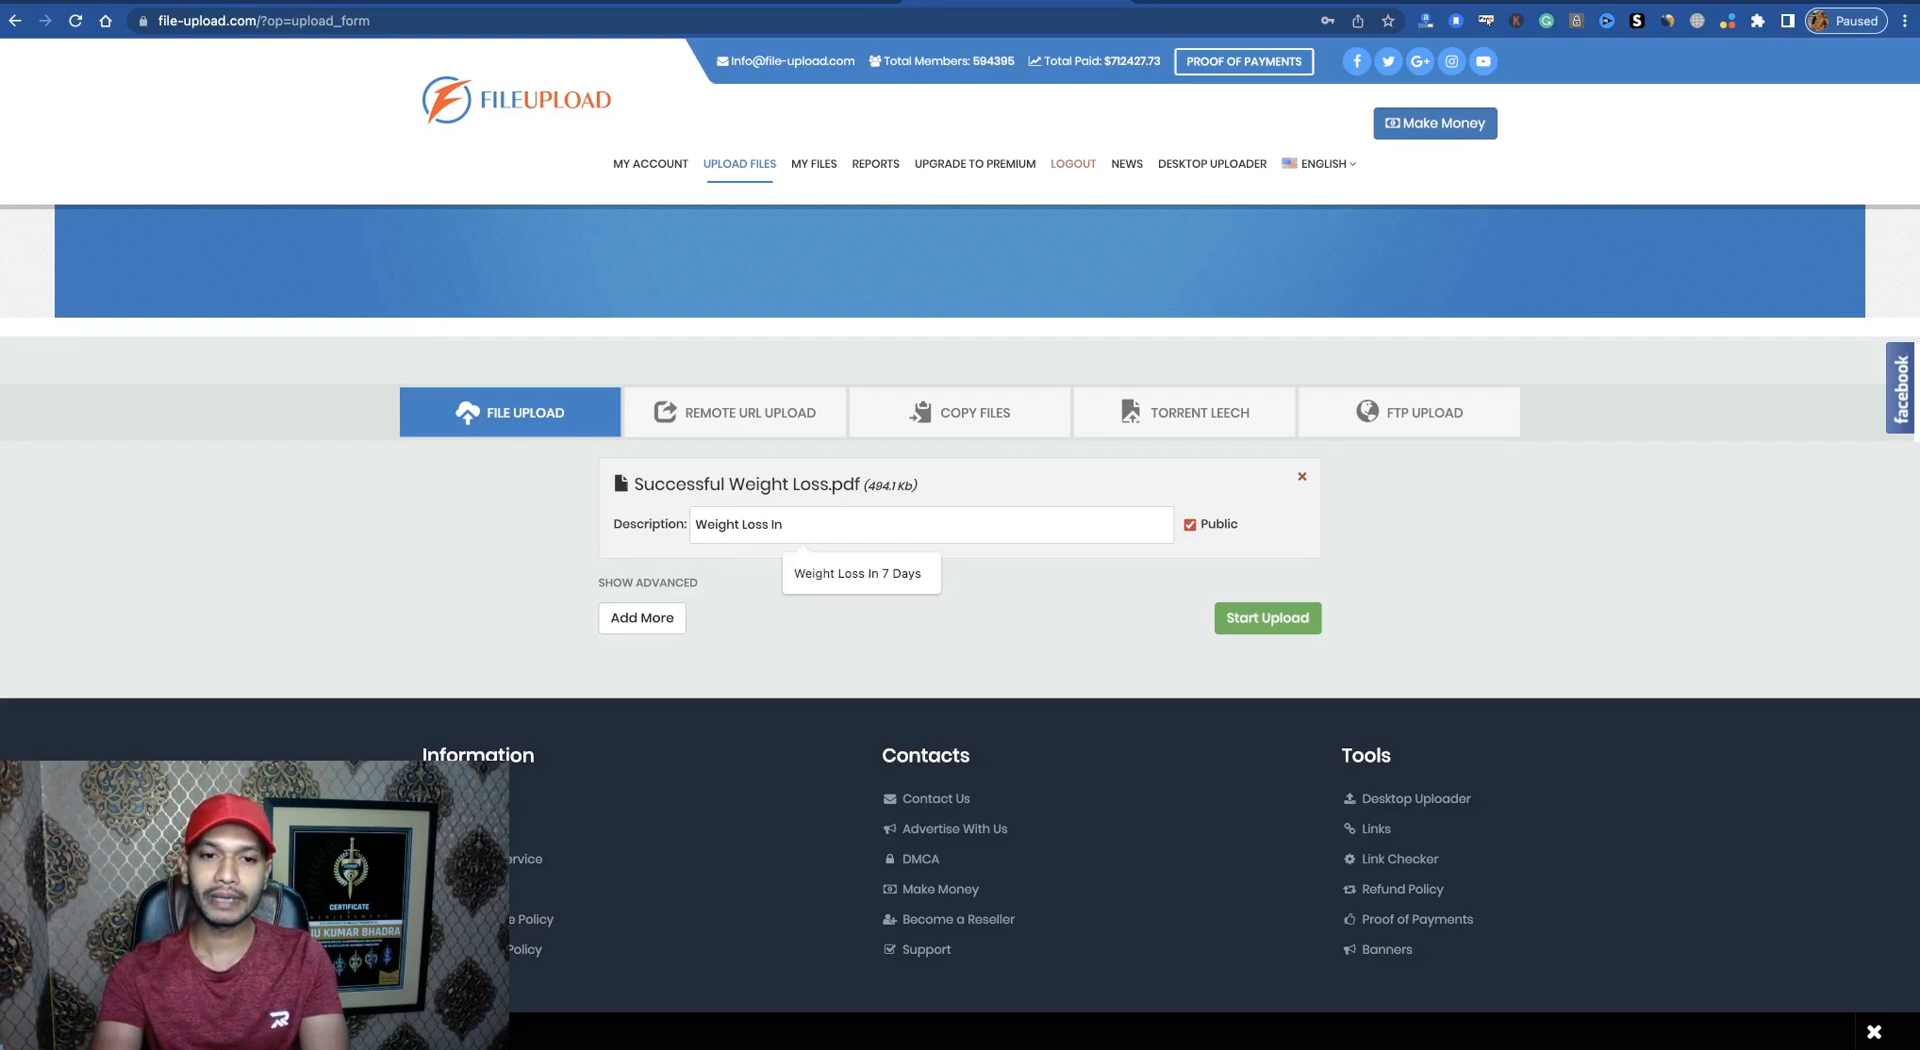 file-upload.com/?op=upload_form
Paused
Info@file-upload.com
Total Members: 594395
Total Paid: $712427.73
PROOF OF PAYMENTS
FILEUPLOAD
Make Money
MY ACCOUNT
UPLOAD FILES
MY FILES
REPORTS
UPGRADE TO PREMIUM
LOGOUT
NEWS
DESKTOP UPLOADER
ENGLISH
facebook
FILE UPLOAD
REMOTE URL UPLOAD
COPY FILES
TORRENT LEECH
FTP UPLOAD
Successful Weight Loss.pdf (494.1 Kb)
Description: Weight Loss In
Public
Weight Loss In 7 Days
SHOW ADVANCED
Add More
Start Upload
Information
ervice
e Policy
Policy
Contacts
Contact Us
Advertise With Us
DMCA
Make Money
Become a Reseller
Support
Tools
Desktop Uploader
Links
Link Checker
Refund Policy
Proof of Payments
Banners
CERTIFICATE
JU KUMAR BHADRA